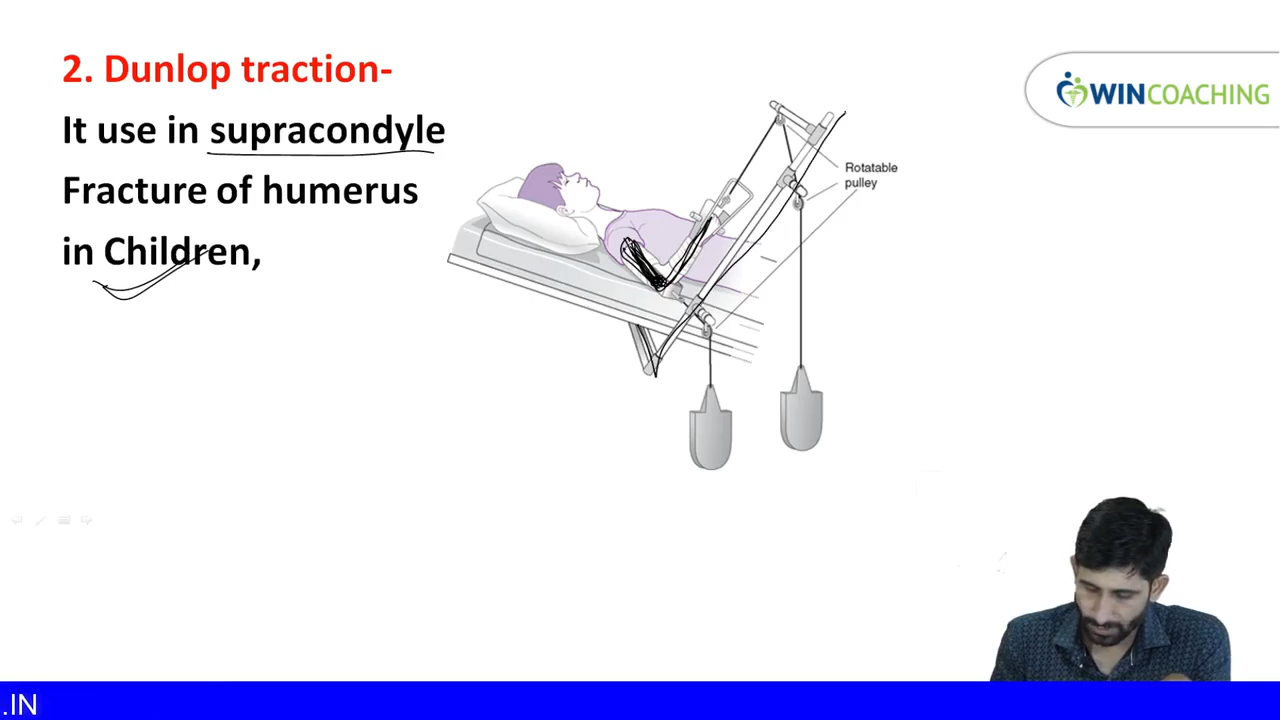 2. Dunlop traction-
It use in supracondyle
Fracture of humerus
in Children,
WINCOACHING
Rotatable
pulley
.IN